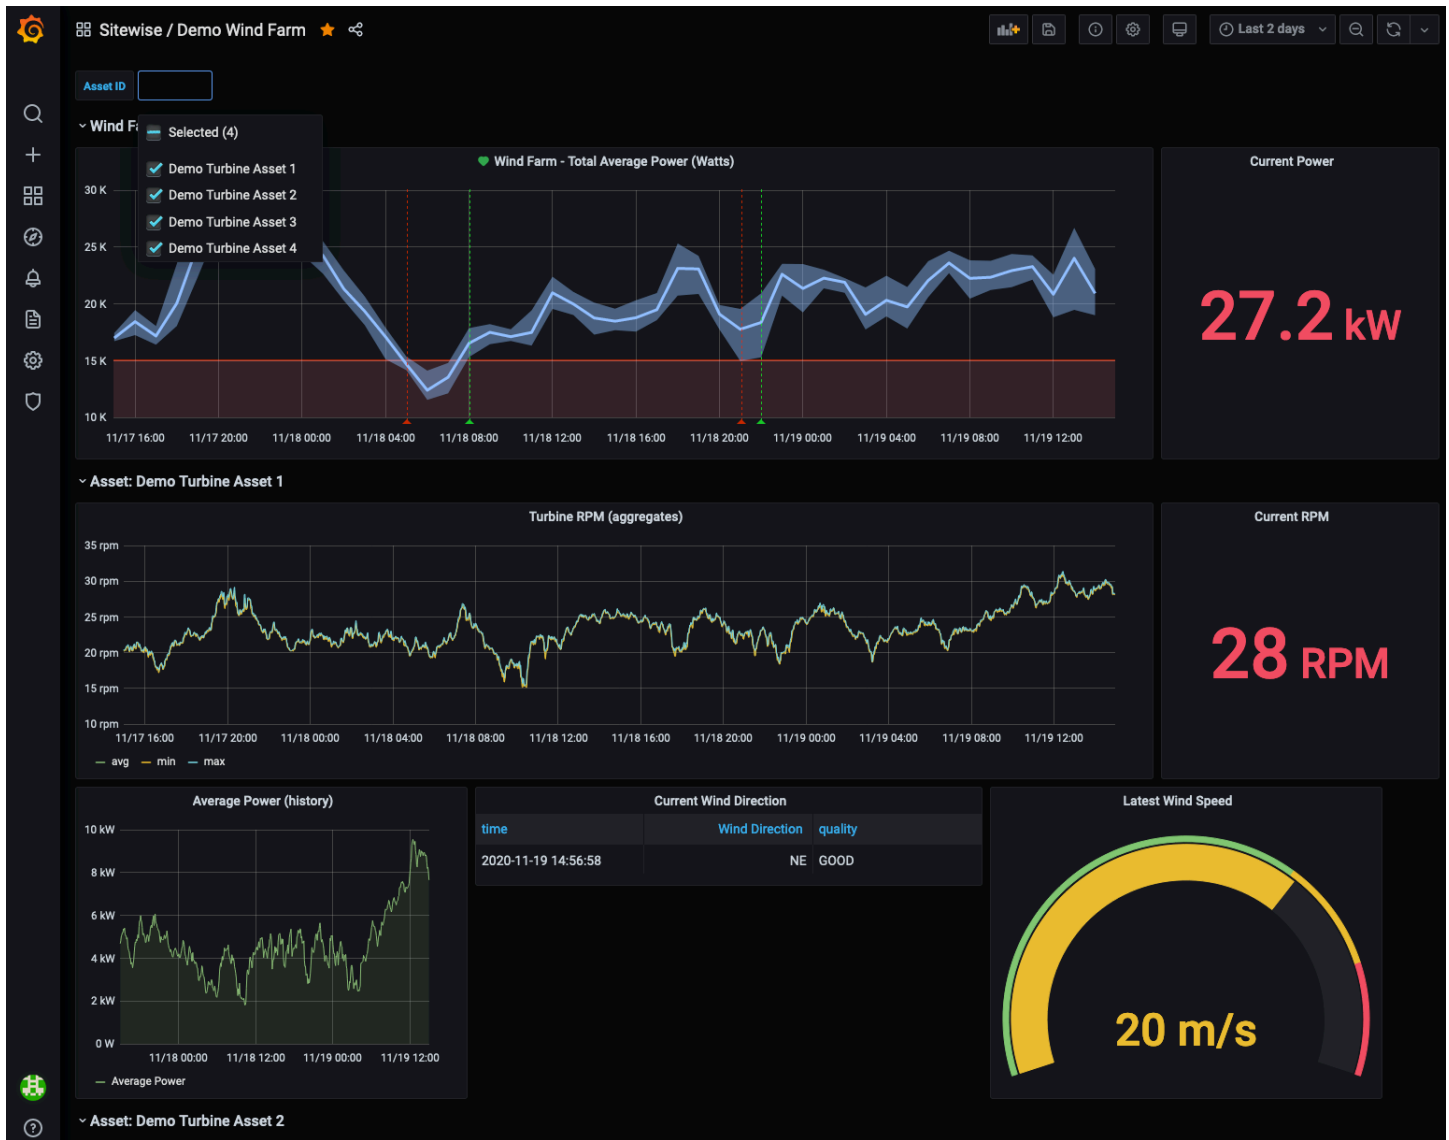 Sitewise / Demo Wind Farm
Last 2 days
Asset ID
Wind Fa
Selected (4)
Demo Turbine Asset 1
Demo Turbine Asset 2
Demo Turbine Asset 3
Demo Turbine Asset 4
Wind Farm - Total Average Power (Watts)
30 K
25 K
20 K
15 K
10 K
11/17 16:00 11/17 20:00 11/18 00:00 11/18 04:00 11/18 08:00 11/18 12:00 11/18 16:00 11/18 20:00 11/19 00:00 11/19 04:00 11/19 08:00 11/19 12:00
Current Power
27.2 kW
Asset: Demo Turbine Asset 1
Turbine RPM (aggregates)
35 rpm
30 rpm
25 rpm
20 rpm
15 rpm
10 rpm
11/17 16:00 11/17 20:00 11/18 00:00 11/18 04:00 11/18 08:00 11/18 12:00 11/18 16:00 11/18 20:00 11/19 00:00 11/19 04:00 11/19 08:00 11/19 12:00
avg min max
Current RPM
28 RPM
Average Power (history)
10 kW
8 kW
6 kW
4 kW
2 kW
0 W
11/18 00:00 11/18 12:00 11/19 00:00 11/19 12:00
Average Power
Current Wind Direction
time Wind Direction quality
2020-11-19 14:56:58 NE GOOD
Latest Wind Speed
20 m/s
Asset: Demo Turbine Asset 2